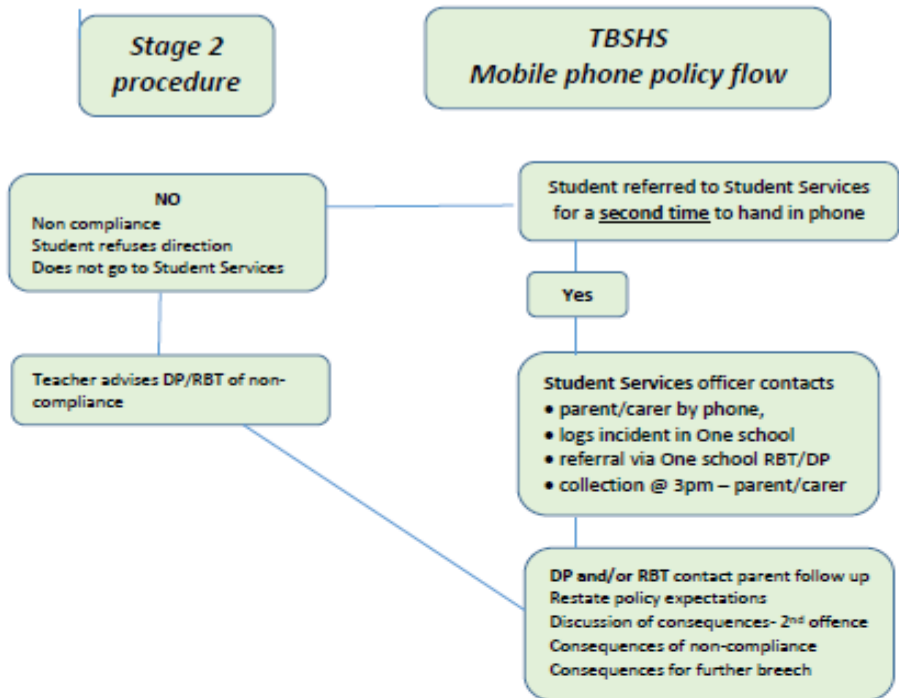 Stage 2
procedure
TBSHS
Mobile phone policy flow
NO
Non compliance
Student refuses direction
Does not go to Student Services
Student referred to Student Services
for a second time to hand in phone
Yes
Teacher advises DP/RBT of non-
compliance
Student Services officer contacts
• parent/carer by phone,
• logs incident in One school
• referral via One school RBT/DP
• collection @ 3pm – parent/carer
DP and/or RBT contact parent follow up
Restate policy expectations
Discussion of consequences- 2nd offence
Consequences of non-compliance
Consequences for further breech